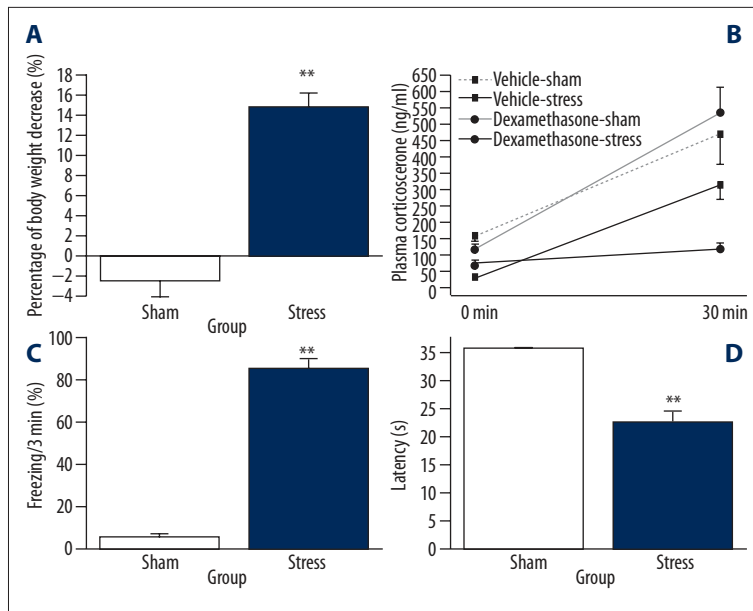 A
Percentage of body weight decrease (%)
18
16
14
12
10
8
6
4
2
0
−2
−4
**
Sham
Stress
Group
B
Plasma corticoscerone (ng/ml)
650
600
550
500
450
400
350
300
250
200
150
100
50
0
Vehicle-sham
Vehicle-stress
Dexamethasone-sham
Dexamethasone-stress
0 min
30 min
C
Freezing/3 min (%)
100
80
60
40
20
0
**
Sham
Stress
Group
D
Latency (s)
35
30
25
20
15
10
5
0
**
Sham
Stress
Group